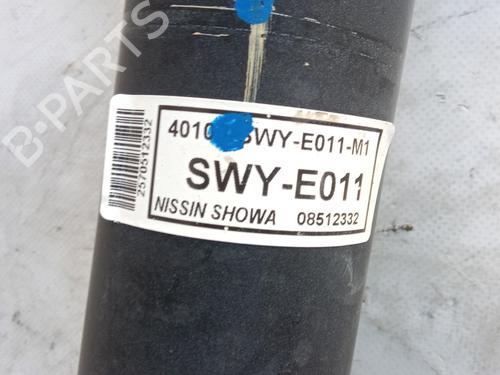 4010 SWY-E011-M1
SWY-E011
NISSIN SHOWA 08512332
2570512332
B-PARTS